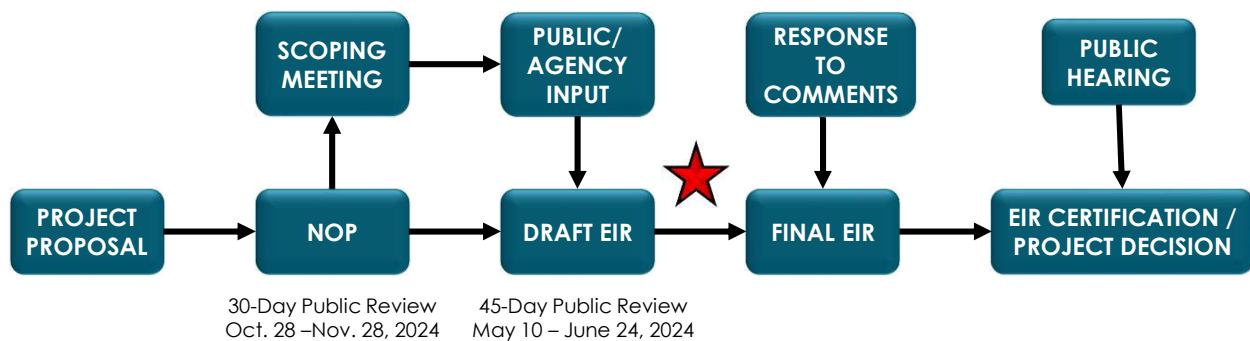 SCOPING
MEETING
PUBLIC/
AGENCY
INPUT
RESPONSE
TO
COMMENTS
PUBLIC
HEARING
PROJECT
PROPOSAL
NOP
DRAFT EIR
FINAL EIR
EIR CERTIFICATION /
PROJECT DECISION
30-Day Public Review
Oct. 28 –Nov. 28, 2024
45-Day Public Review
May 10 – June 24, 2024